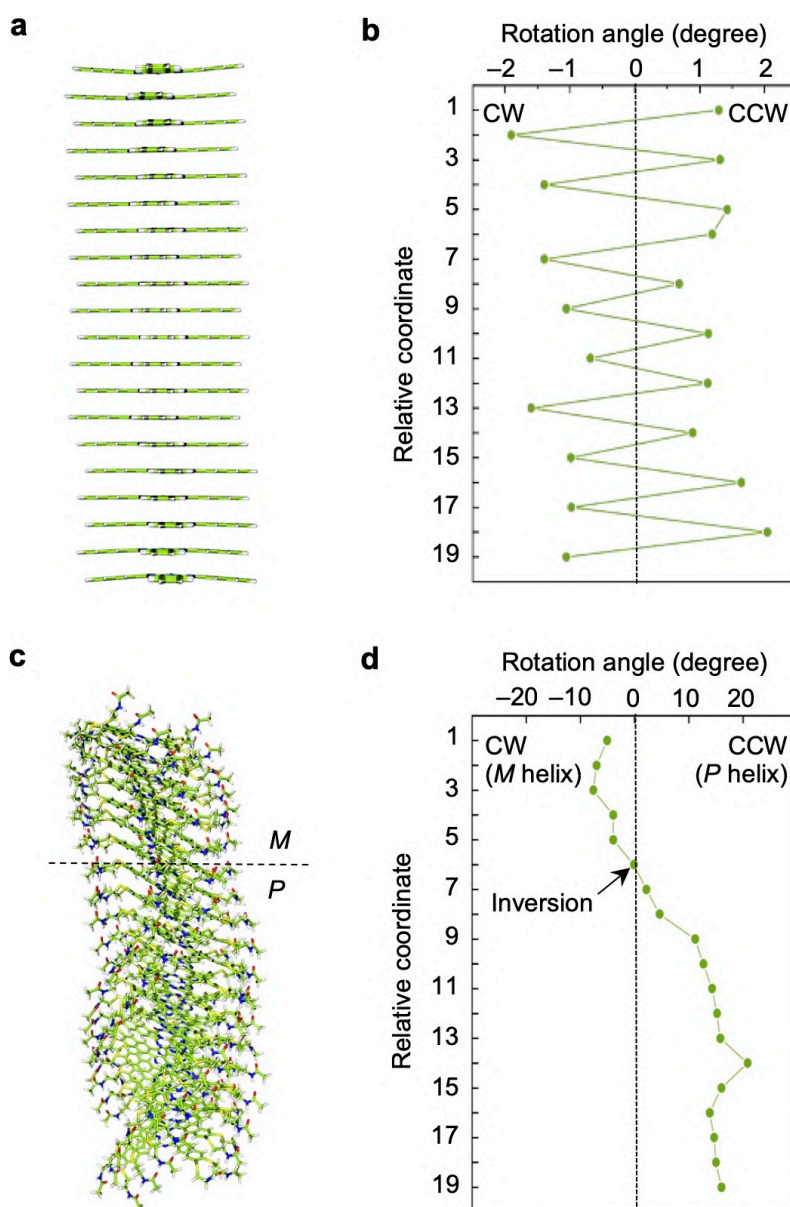 a
b
Rotation angle (degree)
–2 –1 0 1 2
CW
CCW
Relative coordinate
1
3
5
7
9
11
13
15
17
19
c
M
P
d
Rotation angle (degree)
–20 –10 0 10 20
CW
(M helix)
CCW
(P helix)
Inversion
Relative coordinate
1
3
5
7
9
11
13
15
17
19